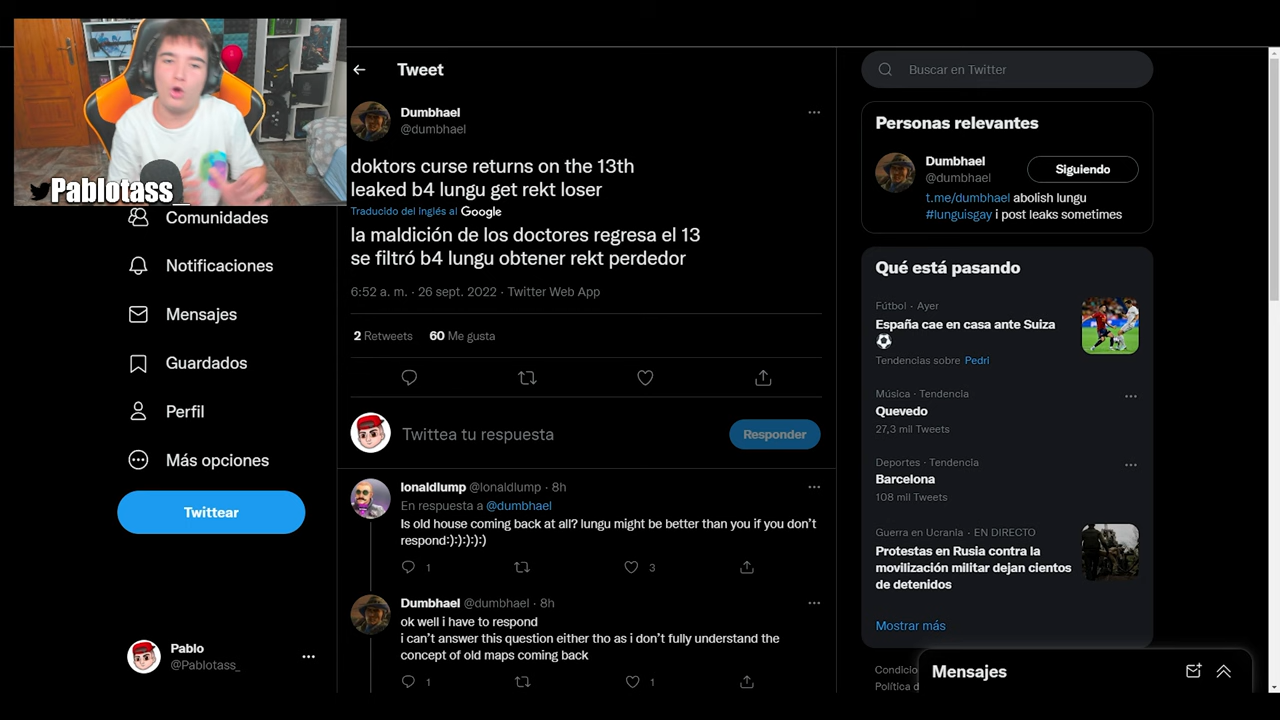 Pablotass_
Comunidades
Notificaciones
Mensajes
Guardados
Perfil
Más opciones
Twittear
Pablo
@Pablotass_
Tweet
Dumbhael
@dumbhael
doktors curse returns on the 13th
leaked b4 lungu get rekt loser
Traducido del inglés al Google
la maldición de los doctores regresa el 13
se filtró b4 lungu obtener rekt perdedor
6:52 a. m. · 26 sept. 2022 · Twitter Web App
2 Retweets 60 Me gusta
Twittea tu respuesta
Responder
lonaldlump @lonaldlump · 8h
En respuesta a @dumbhael
Is old house coming back at all? lungu might be better than you if you don't
respond:):):):):)
1 3
Dumbhael @dumbhael · 8h
ok well i have to respond
i can't answer this question either tho as i don't fully understand the
concept of old maps coming back
1 1
Buscar en Twitter
Personas relevantes
Dumbhael
@dumbhael
Siguiendo
t.me/dumbhael abolish lungu
#lunguisgay i post leaks sometimes
Qué está pasando
Fútbol · Ayer
España cae en casa ante Suiza
Tendencias sobre Pedri
Música · Tendencia
Quevedo
27,3 mil Tweets
Deportes · Tendencia
Barcelona
108 mil Tweets
Guerra en Ucrania · EN DIRECTO
Protestas en Rusia contra la
movilización militar dejan cientos
de detenidos
Mostrar más
Condicio
Política d
Mensajes